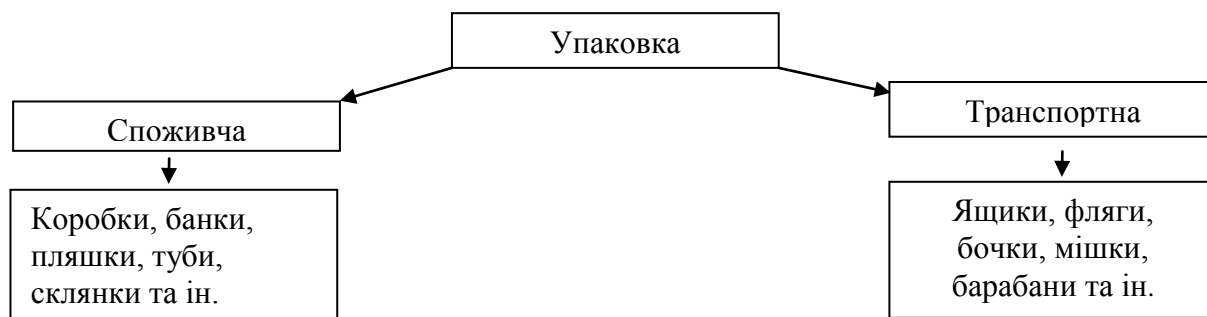 Упаковка
Споживча
Транспортна
Коробки, банки,
пляшки, туби,
склянки та ін.
Ящики, фляги,
бочки, мішки,
барабани та ін.